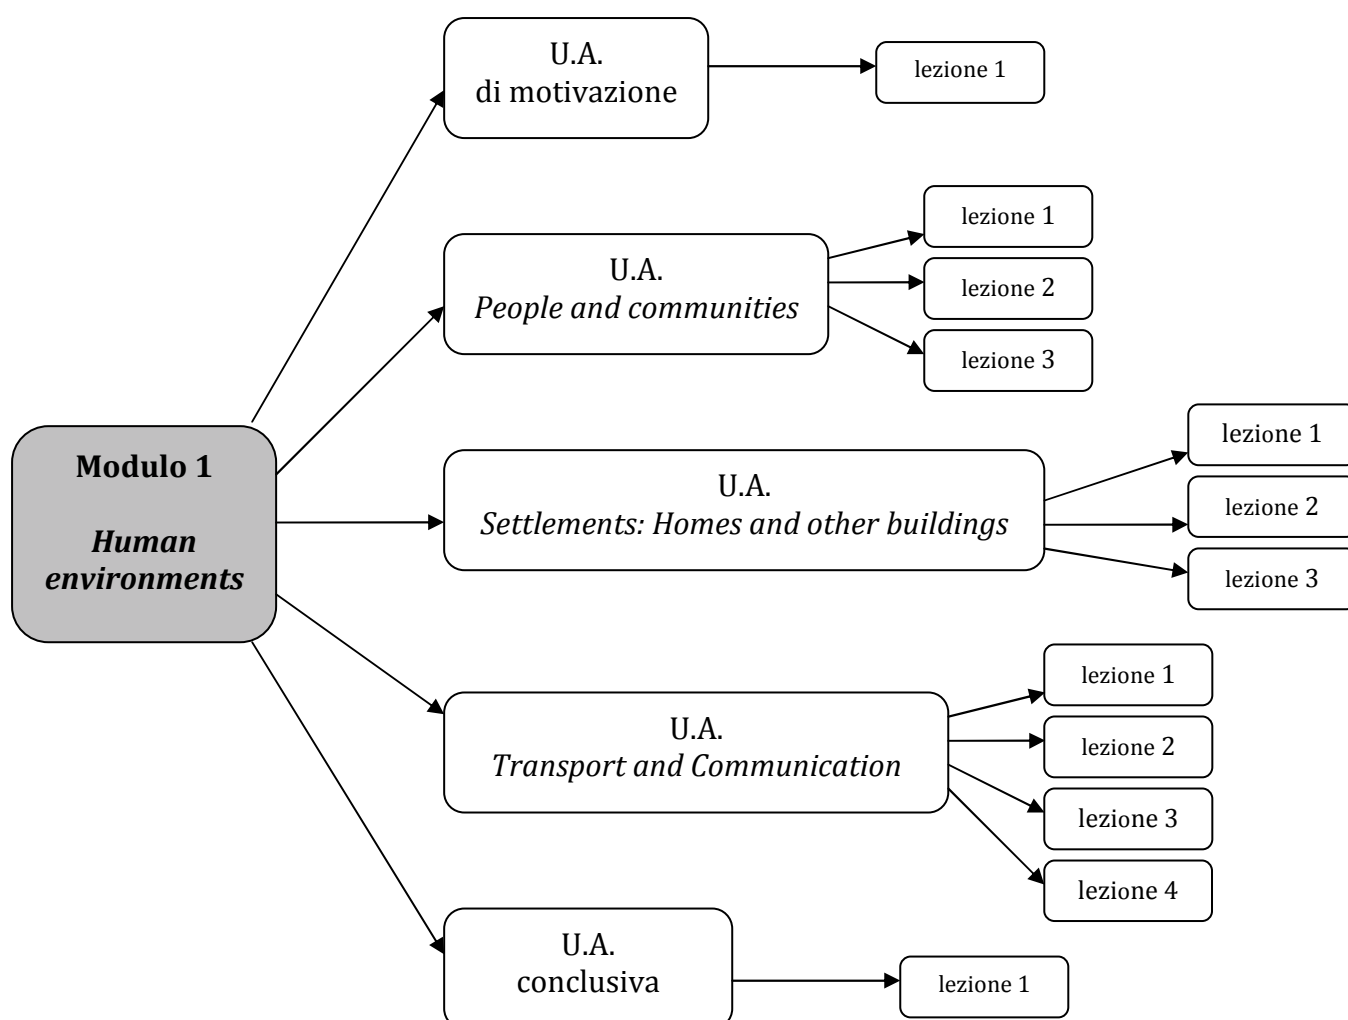 U.A.
di motivazione
lezione 1
U.A.
People and communities
lezione 1
lezione 2
lezione 3
Modulo 1
Human
environments
U.A.
Settlements: Homes and other buildings
lezione 1
lezione 2
lezione 3
U.A.
Transport and Communication
lezione 1
lezione 2
lezione 3
lezione 4
U.A.
conclusiva
lezione 1